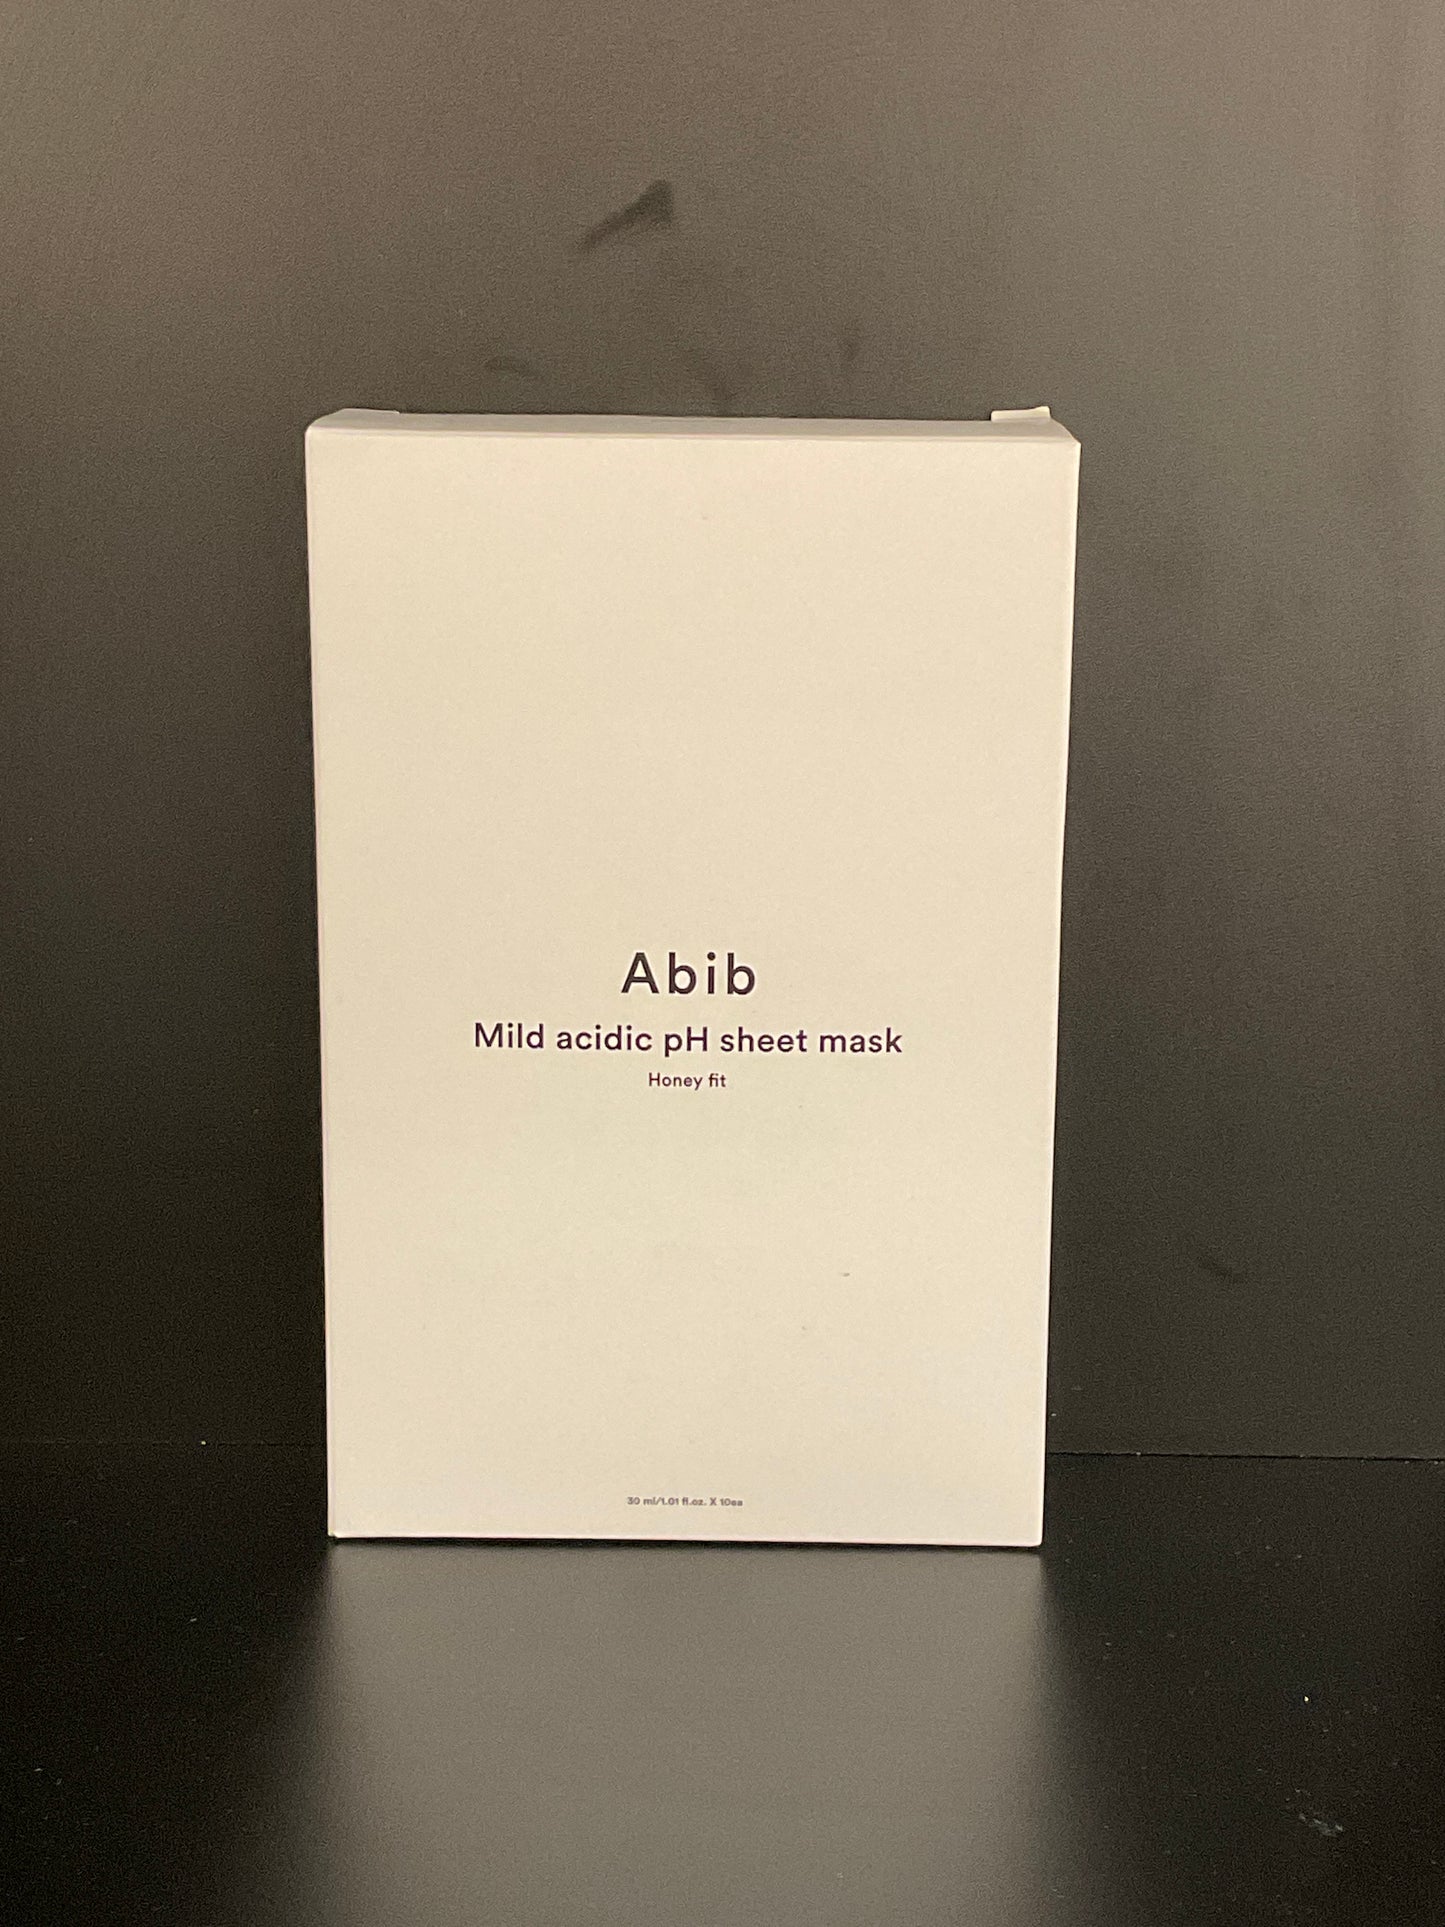 Abib
Mild acidic pH sheet mask
Honey fit
30 ml/1.01 fl.oz. X 10ea